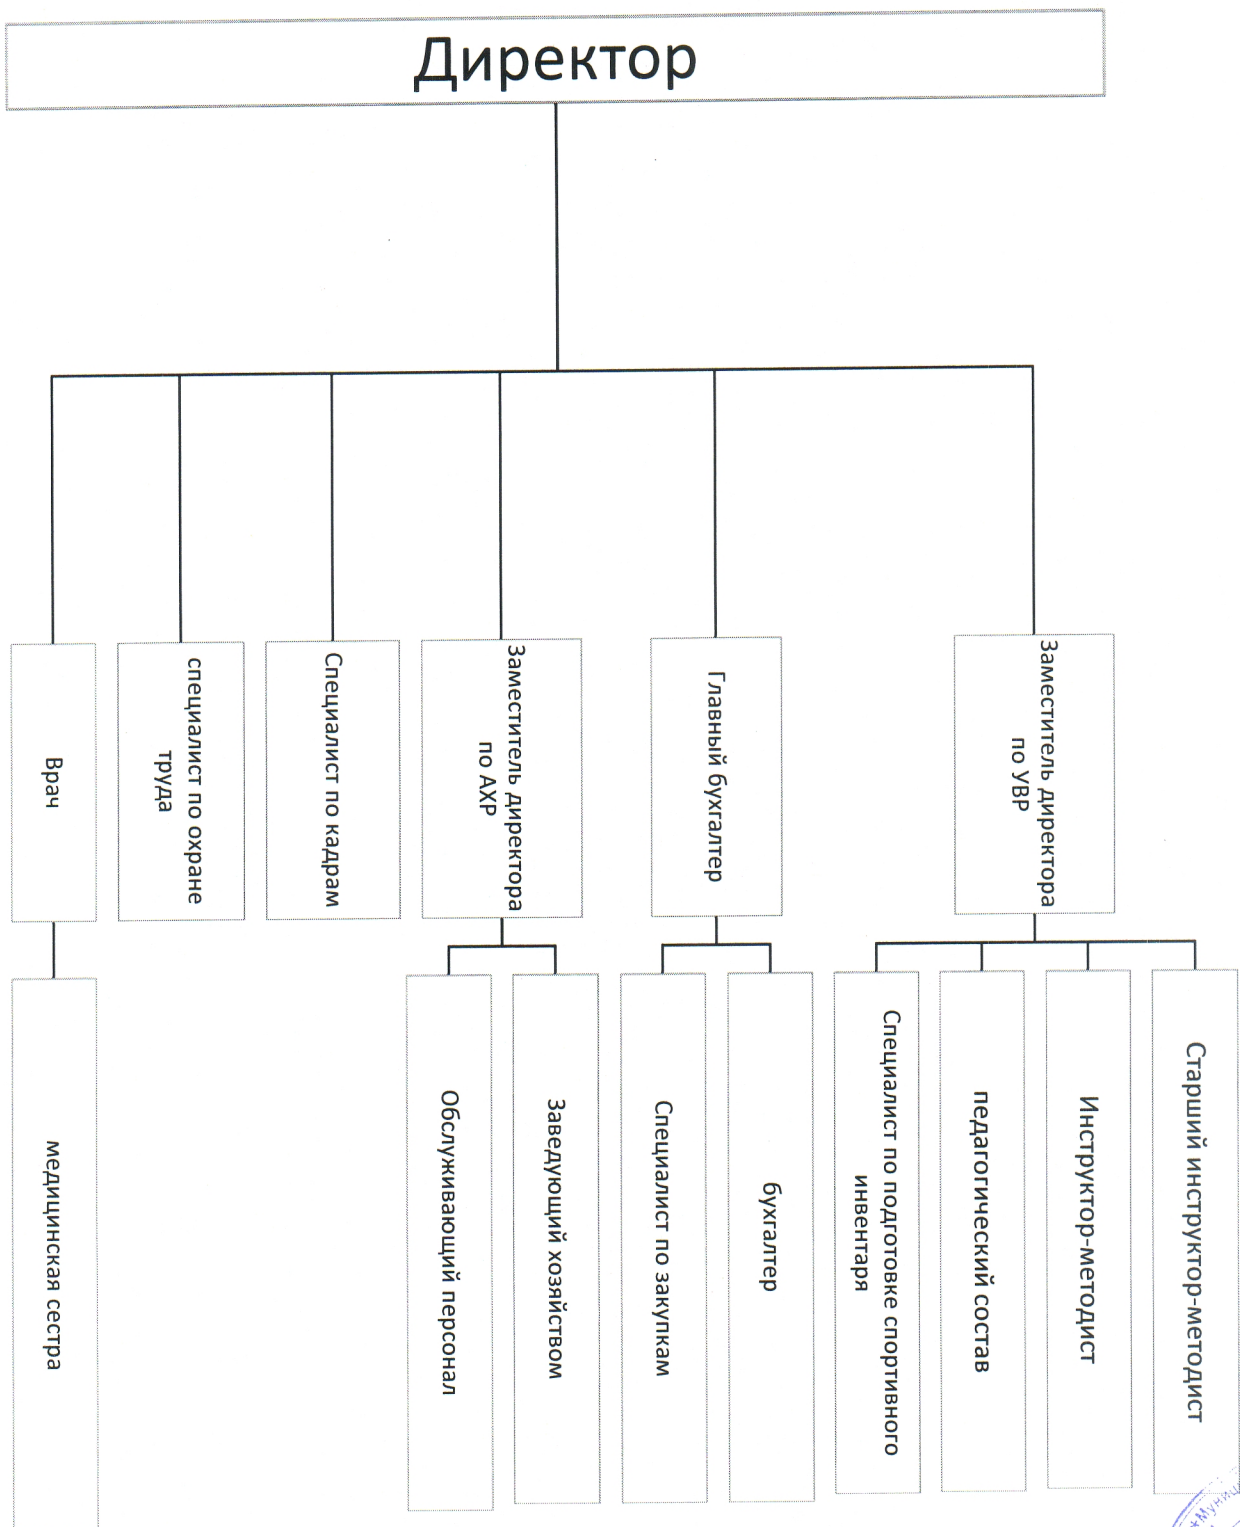 Директор
Врач
специалист по охране
труда
Специалист по кадрам
Заместитель директора
по АХР
Главный бухгалтер
Заместитель директора
по УВР
медицинская сестра
Обслуживающий персонал
Заведующий хозяйством
Специалист по закупкам
бухгалтер
Специалист по подготовке спортивного
инвентаря
педагогический состав
Инструктор-методист
Старший инструктор-методист